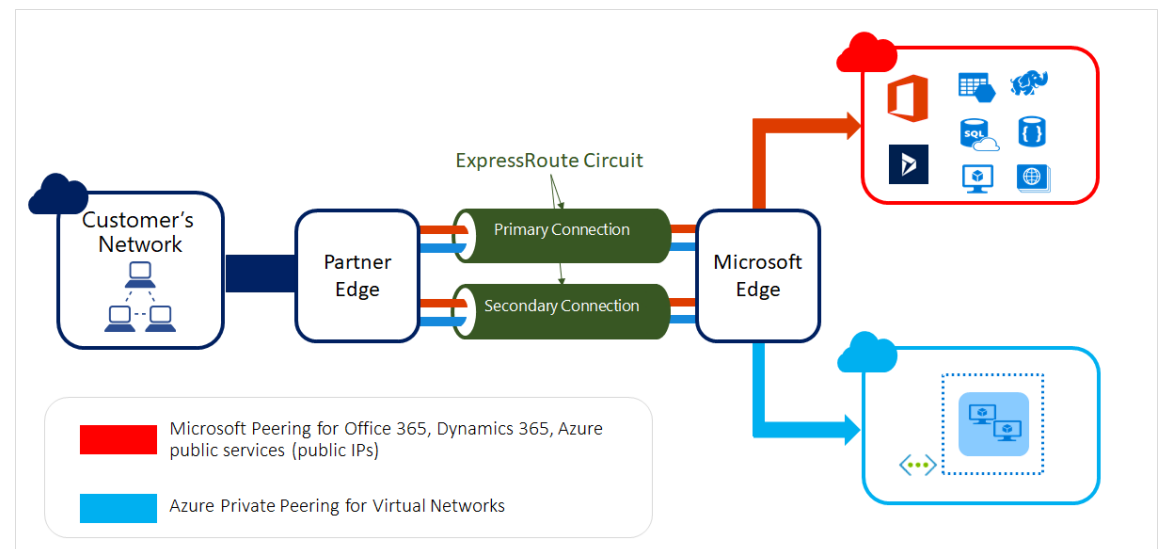 ExpressRoute Circuit
Customer's
Network
Partner
Edge
Primary Connection
Secondary Connection
Microsoft
Edge
SQL
Microsoft Peering for Office 365, Dynamics 365, Azure
public services (public IPs)
Azure Private Peering for Virtual Networks